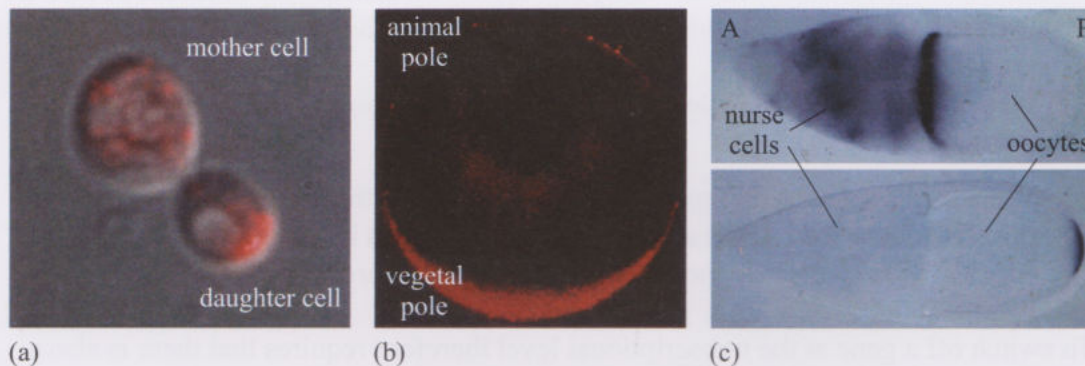 mother cell
daughter cell
(a)
animal
pole
vegetal
pole
(b)
A
nurse
cells
oocytes
(c)